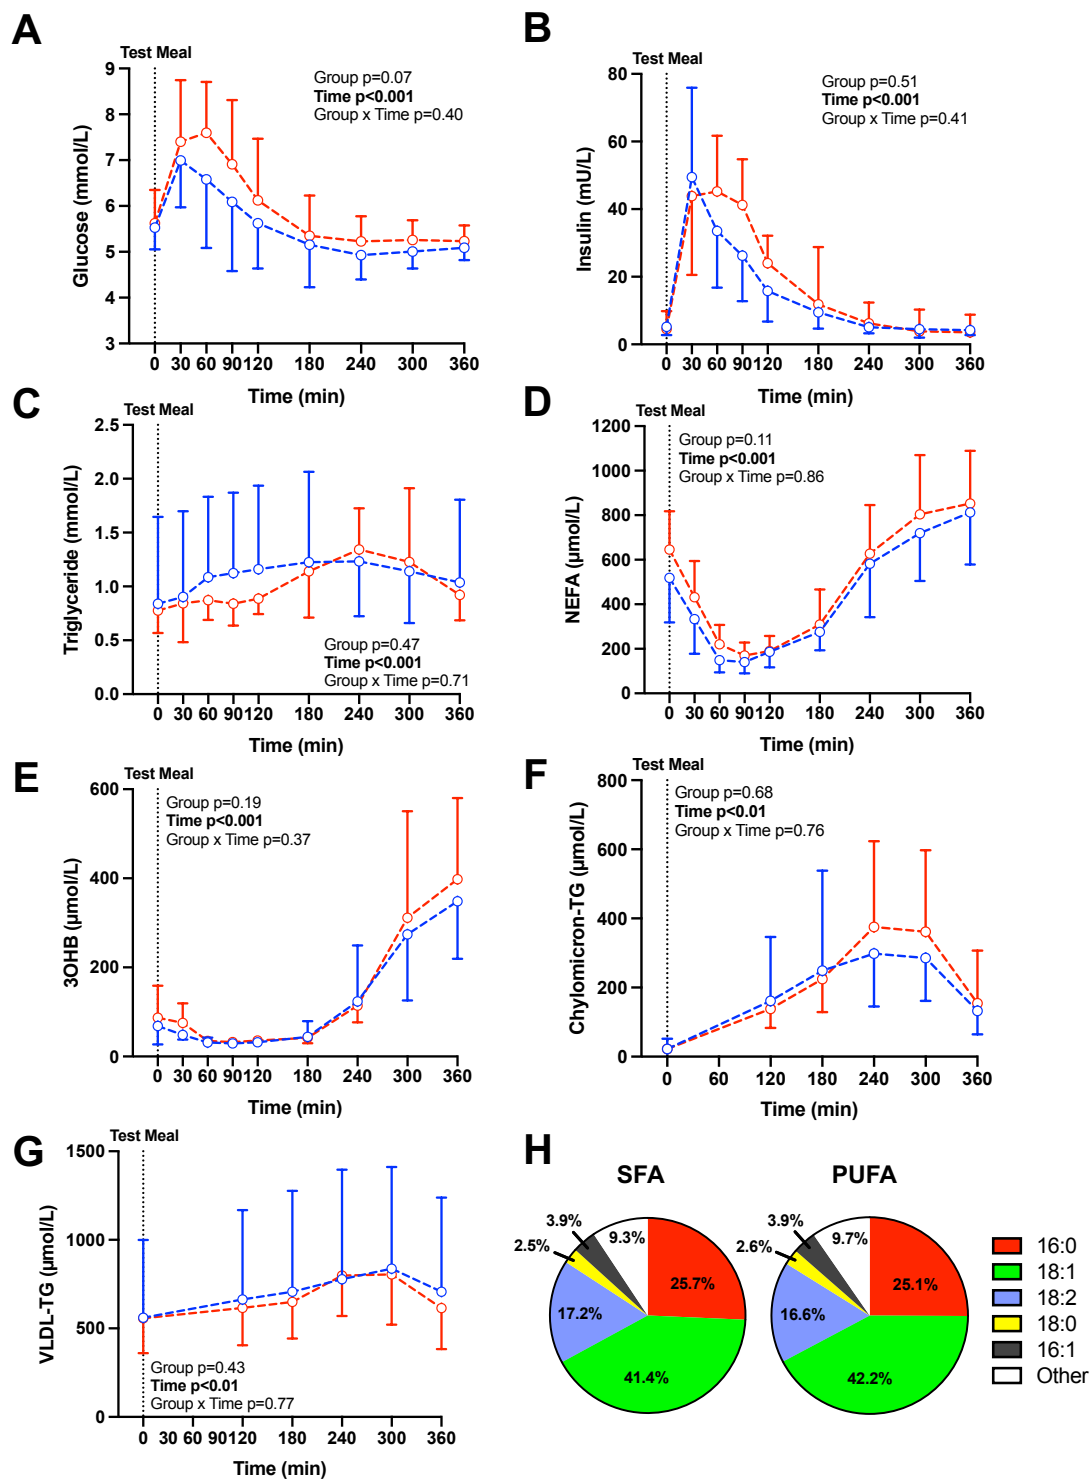 A
Test Meal
Group p=0.07
Time p<0.001
Group x Time p=0.40
Glucose (mmol/L)
9
8
7
6
5
4
3
0 30 60 90 120 180 240 300 360
Time (min)
B
Test Meal
Group p=0.51
Time p<0.001
Group x Time p=0.41
Insulin (mU/L)
80
60
40
20
0
0 30 60 90 120 180 240 300 360
Time (min)
C
Test Meal
Triglyceride (mmol/L)
2.5
2.0
1.5
1.0
0.5
0.0
Group p=0.47
Time p<0.001
Group x Time p=0.71
0 30 60 90 120 180 240 300 360
Time (min)
D
Test Meal
Group p=0.11
Time p<0.001
Group x Time p=0.86
NEFA (µmol/L)
1200
1000
800
600
400
200
0
0 30 60 90 120 180 240 300 360
Time (min)
E
Test Meal
Group p=0.19
Time p<0.001
Group x Time p=0.37
3OHB (µmol/L)
600
400
200
0
0 30 60 90 120 180 240 300 360
Time (min)
F
Test Meal
Group p=0.68
Time p<0.01
Group x Time p=0.76
Chylomicron-TG (µmol/L)
800
600
400
200
0
0 60 120 180 240 300 360
Time (min)
G
Test Meal
VLDL-TG (µmol/L)
1500
1000
500
0
Group p=0.43
Time p<0.01
Group x Time p=0.77
0 30 60 90 120 180 240 300 360
Time (min)
H
SFA
3.9%
9.3%
2.5%
25.7%
17.2%
41.4%
PUFA
3.9%
9.7%
2.6%
25.1%
16.6%
42.2%
16:0
18:1
18:2
18:0
16:1
Other